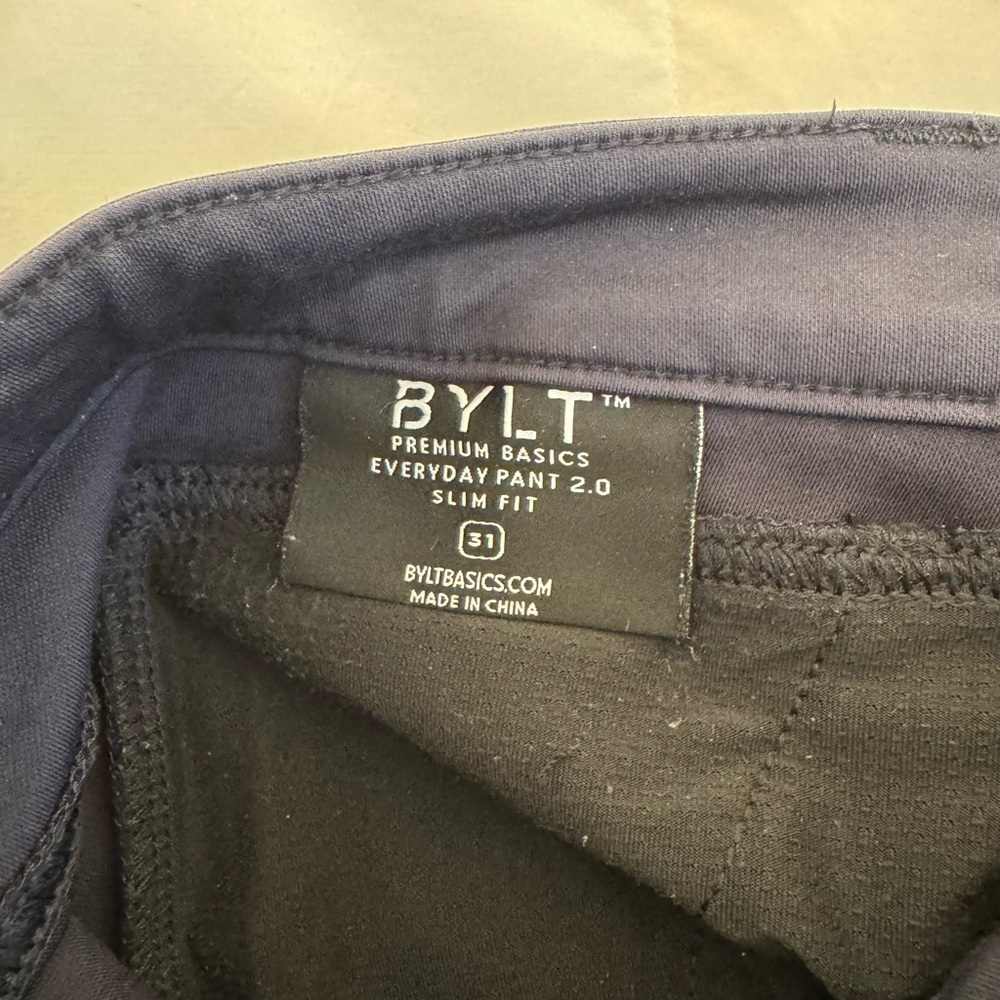 BYLT™
PREMIUM BASICS
EVERYDAY PANT 2.0
SLIM FIT
31
BYLTBASICS.COM
MADE IN CHINA